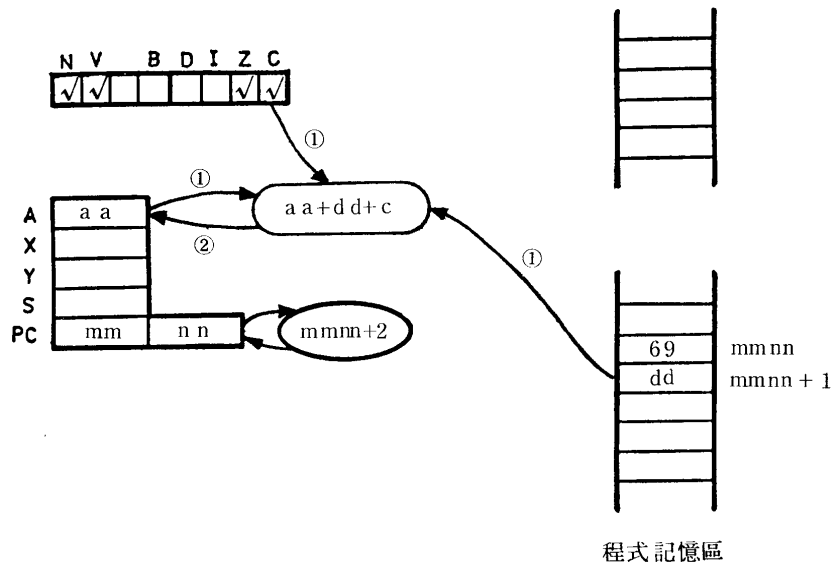 N V B D I Z C
√ √ √ √
①
①
A aa
aa+dd+c
②
X
①
Y
S
PC mm nn
mmnn+2
69 mmnn
dd mmnn + 1
程式記憶區